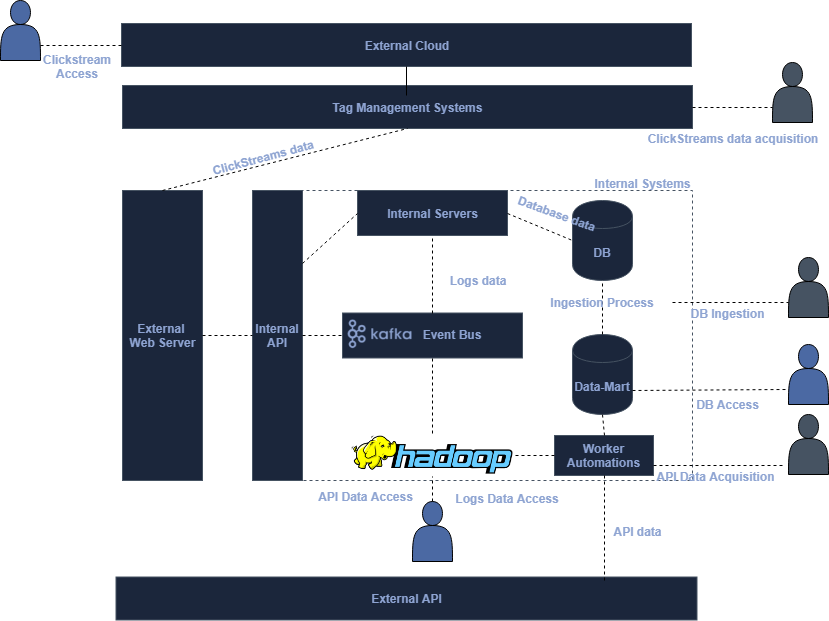 External Cloud
Clickstream
Access
Tag Management Systems
ClickStreams data acquisition
ClickStreams data
Internal Systems
Internal Servers
Database data
DB
Logs data
Ingestion Process
DB Ingestion
External
Web Server
Internal
API
kafka Event Bus
Data-Mart
DB Access
hadoop
Worker
Automations
API Data Acquisition
API Data Access
Logs Data Access
API data
External API